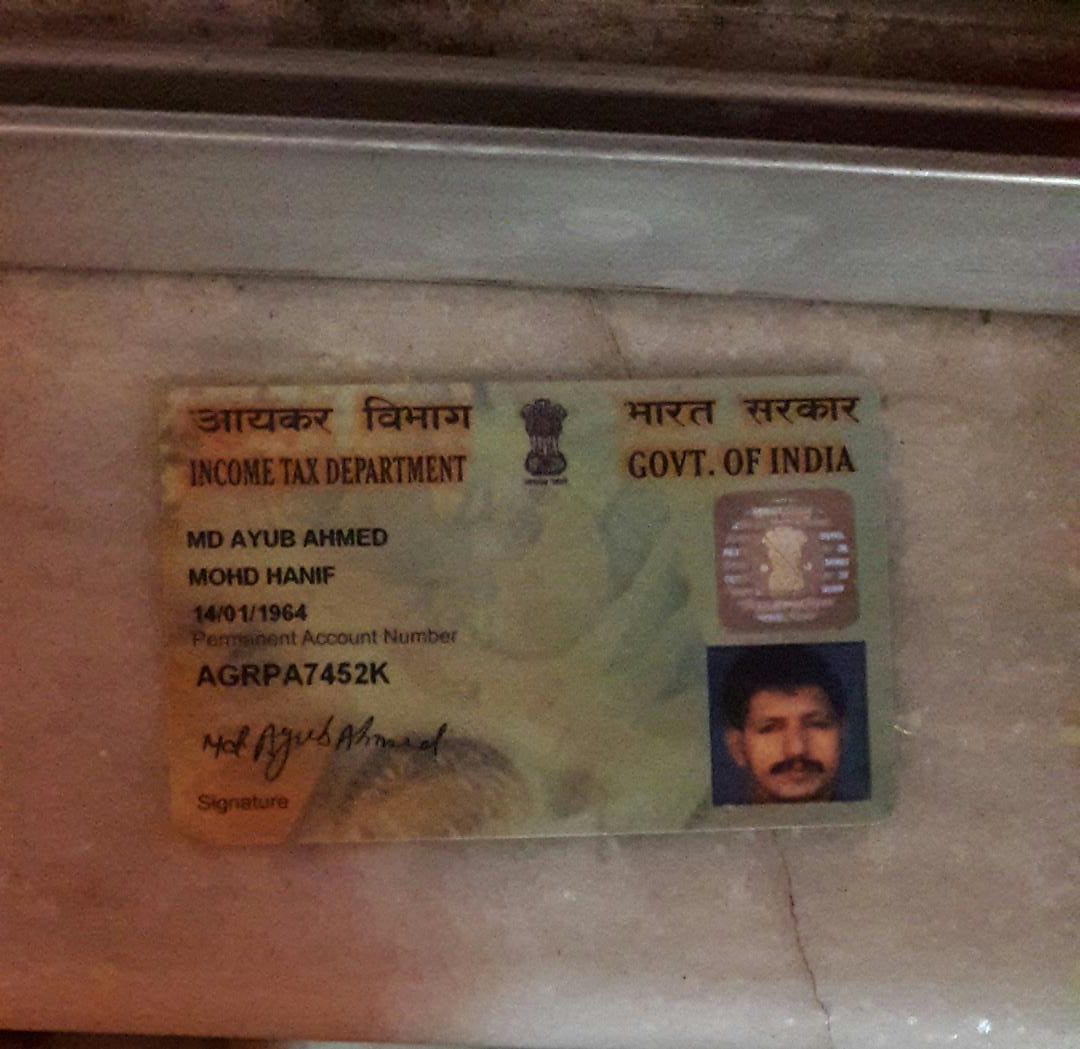 आयकर विभाग
INCOME TAX DEPARTMENT
भारत सरकार
GOVT. OF INDIA
MD AYUB AHMED
MOHD HANIF
14/01/1964
Permanent Account Number
AGRPA7452K
Md Ayub Ahmed
Signature